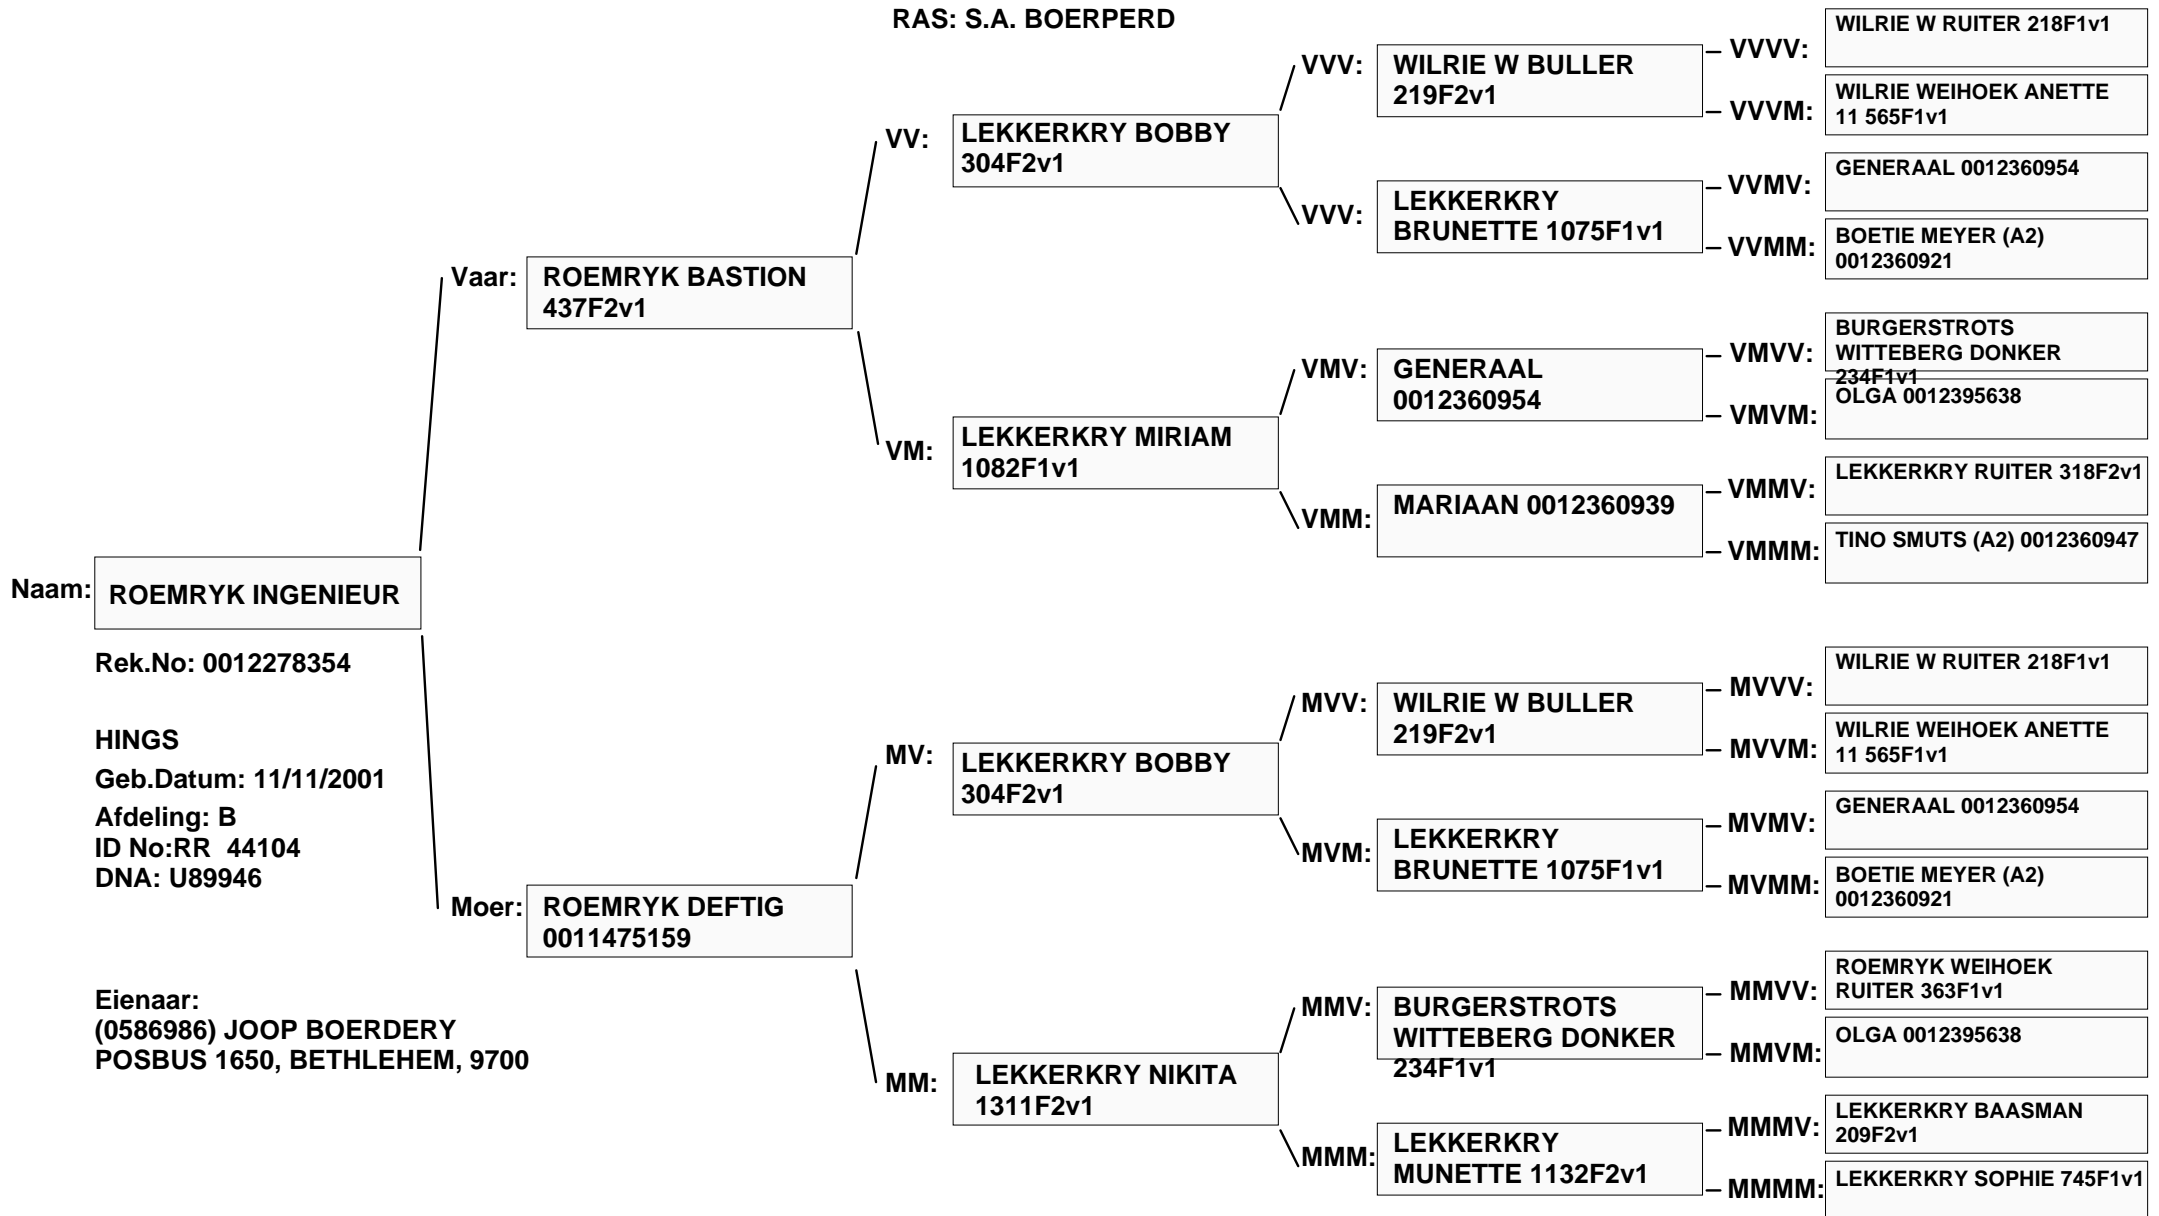 RAS: S.A. BOERPERD
Naam:
ROEMRYK INGENIEUR
Rek.No: 0012278354
HINGS
Geb.Datum: 11/11/2001
Afdeling: B
ID No:RR  44104
DNA: U89946
Eienaar:
(0586986) JOOP BOERDERY
POSBUS 1650, BETHLEHEM, 9700
Vaar:
ROEMRYK BASTION
437F2v1
Moer:
ROEMRYK DEFTIG
0011475159
VV:
LEKKERKRY BOBBY
304F2v1
VM:
LEKKERKRY MIRIAM
1082F1v1
MV:
LEKKERKRY BOBBY
304F2v1
MM:
LEKKERKRY NIKITA
1311F2v1
VVV:
WILRIE W BULLER
219F2v1
VVV:
LEKKERKRY
BRUNETTE 1075F1v1
VMV:
GENERAAL
0012360954
VMM:
MARIAAN 0012360939
MVV:
WILRIE W BULLER
219F2v1
MVM:
LEKKERKRY
BRUNETTE 1075F1v1
MMV:
BURGERSTROTS
WITTEBERG DONKER
234F1v1
MMM:
LEKKERKRY
MUNETTE 1132F2v1
VVVV:
WILRIE W RUITER 218F1v1
VVVM:
WILRIE WEIHOEK ANETTE
11 565F1v1
VVMV:
GENERAAL 0012360954
VVMM:
BOETIE MEYER (A2)
0012360921
VMVV:
BURGERSTROTS
WITTEBERG DONKER
234F1v1
VMVM:
OLGA 0012395638
VMMV:
LEKKERKRY RUITER 318F2v1
VMMM:
TINO SMUTS (A2) 0012360947
MVVV:
WILRIE W RUITER 218F1v1
MVVM:
WILRIE WEIHOEK ANETTE
11 565F1v1
MVMV:
GENERAAL 0012360954
MVMM:
BOETIE MEYER (A2)
0012360921
MMVV:
ROEMRYK WEIHOEK
RUITER 363F1v1
MMVM:
OLGA 0012395638
MMMV:
LEKKERKRY BAASMAN
209F2v1
MMMM:
LEKKERKRY SOPHIE 745F1v1